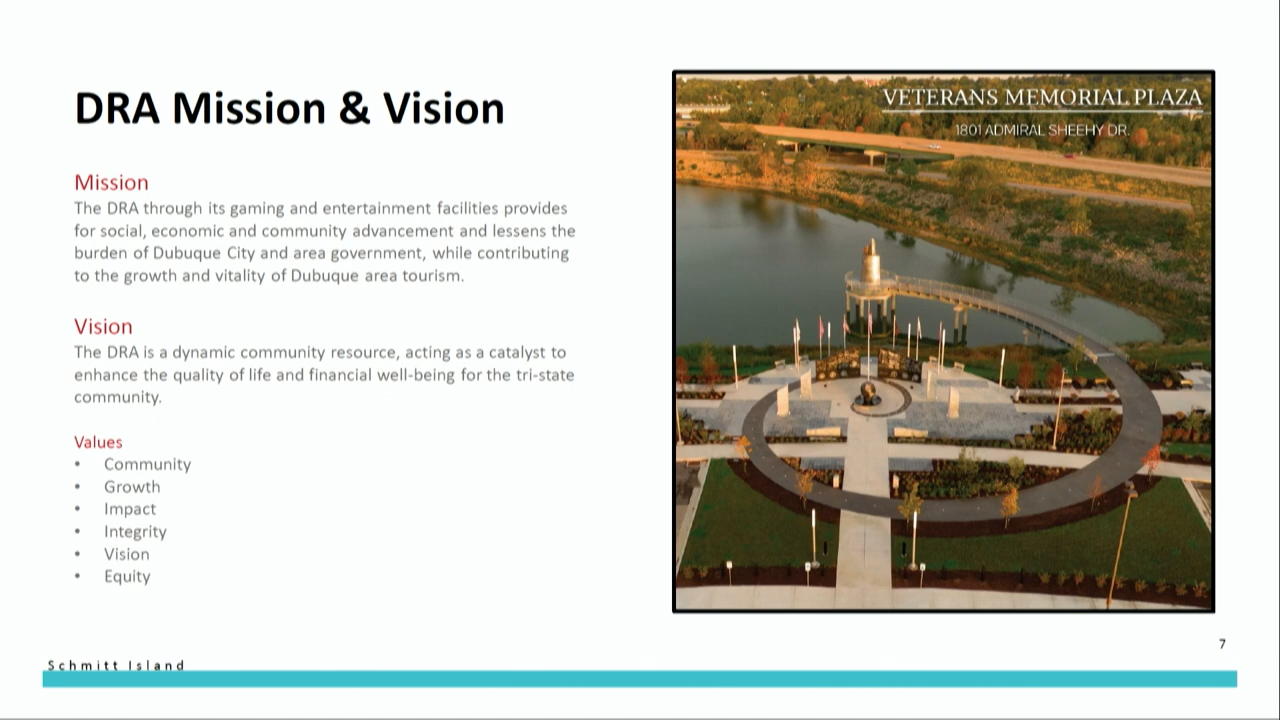 DRA Mission & Vision
Mission
The DRA through its gaming and entertainment facilities provides
for social, economic and community advancement and lessens the
burden of Dubuque City and area government, while contributing
to the growth and vitality of Dubuque area tourism.
Vision
The DRA is a dynamic community resource, acting as a catalyst to
enhance the quality of life and financial well-being for the tri-state
community.
Values
• Community
• Growth
• Impact
• Integrity
• Vision
• Equity
VETERANS MEMORIAL PLAZA
1801 ADMIRAL SHEEHY DR.
7
Schmitt Island